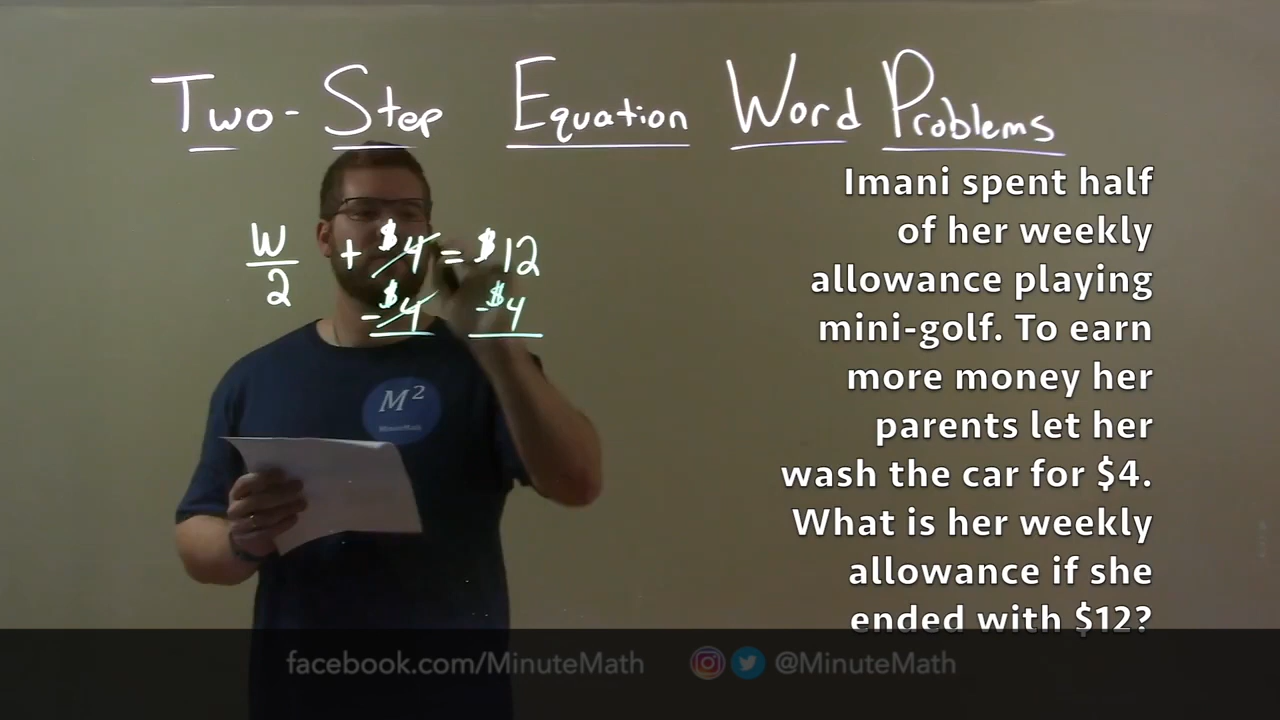 Two-Step Equation Word Problems
W/2 + $4 = $12
- $4 - $4
M²
MinuteMath
Imani spent half
of her weekly
allowance playing
mini-golf. To earn
more money her
parents let her
wash the car for $4.
What is her weekly
allowance if she
ended with $12?
facebook.com/MinuteMath @MinuteMath